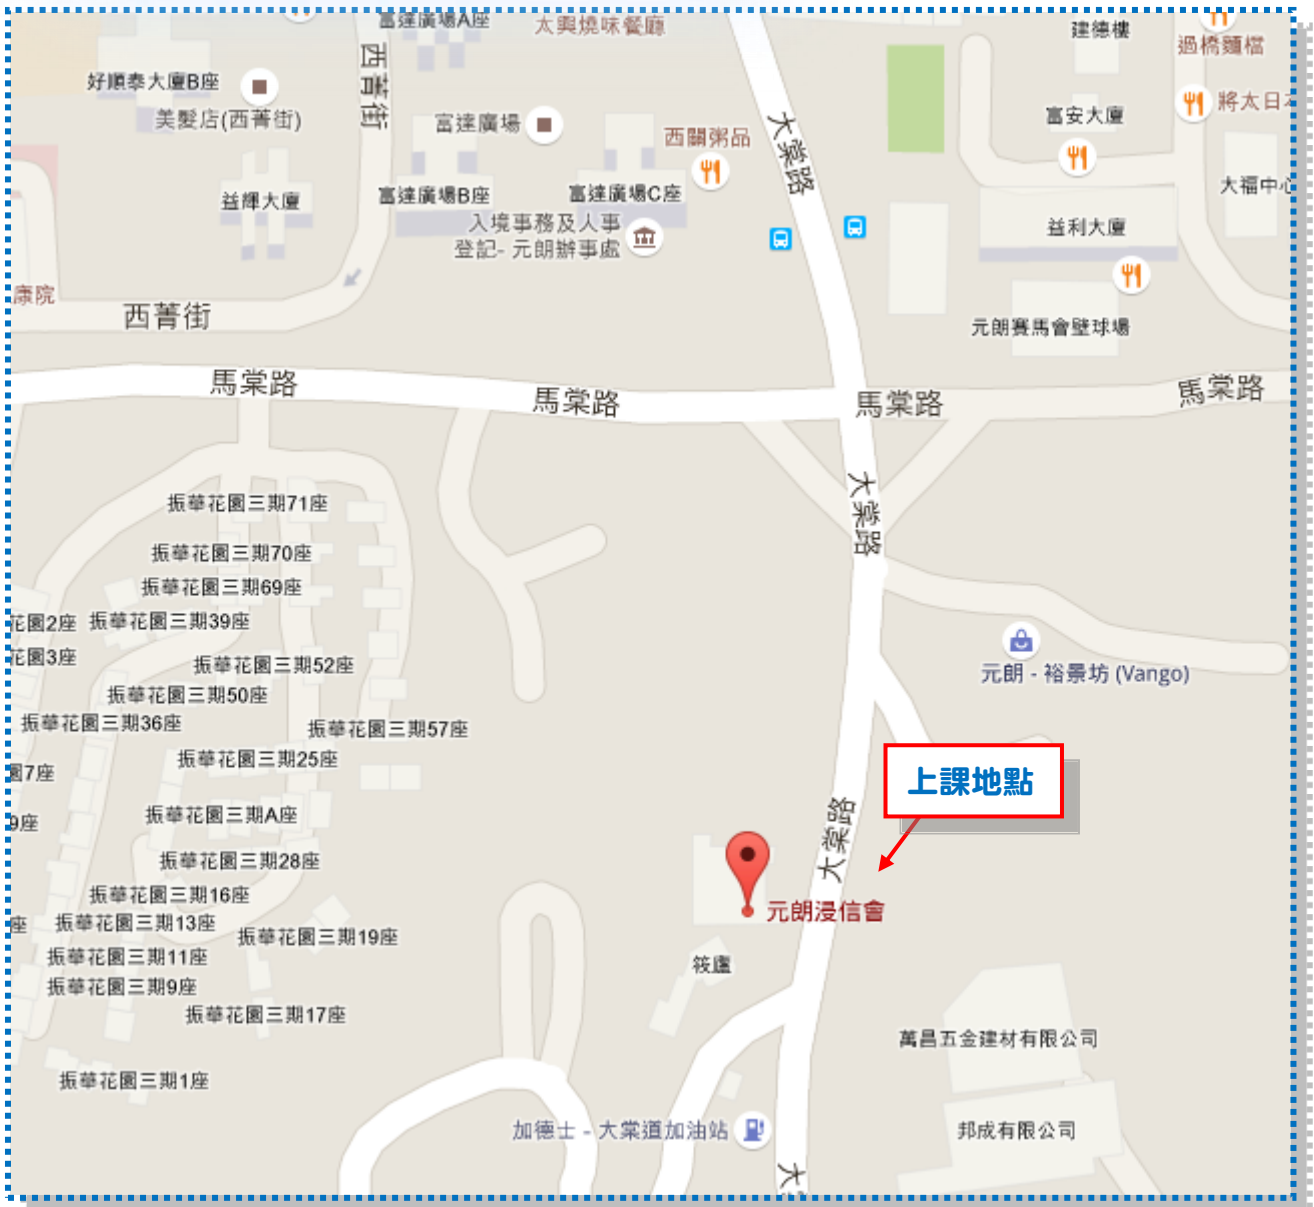 富達廣場A座
太興燒味餐廳
建德樓
過橋麵檔
好順泰大廈B座
美髮店(西菁街)
西菁街
富達廣場
西關粥品
大棠路
富安大廈
將太日
益輝大廈
富達廣場B座
富達廣場C座
大福中心
入境事務及人事
登記- 元朗辦事處
益利大廈
康院
西菁街
元朗賽馬會壁球場
馬棠路
馬棠路
馬棠路
馬棠路
振華花園三期71座
大棠路
振華花園三期70座
振華花園三期69座
花園2座
振華花園三期39座
花園3座
振華花園三期52座
元朗 - 裕景坊 (Vango)
振華花園三期50座
振華花園三期36座
振華花園三期57座
園7座
振華花園三期25座
上課地點
9座
振華花園三期A座
大棠路
振華花園三期28座
振華花園三期16座
座
振華花園三期13座
元朗浸信會
振華花園三期19座
振華花園三期11座
筱廬
振華花園三期9座
振華花園三期17座
萬昌五金建材有限公司
振華花園三期1座
加德士 - 大棠道加油站
邦成有限公司
大